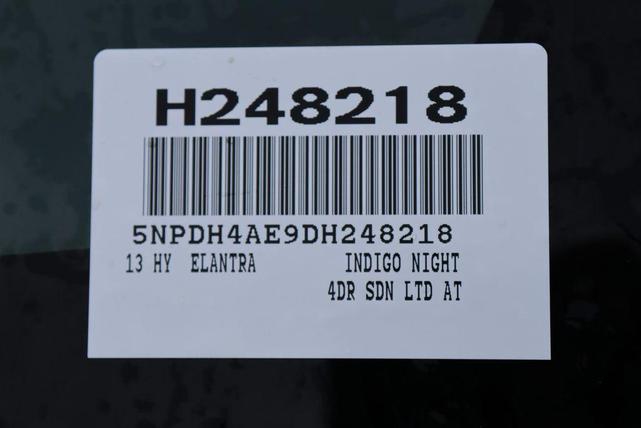 H248218
5NPDH4AE9DH248218
13 HY ELANTRA INDIGO NIGHT
4DR SDN LTD AT